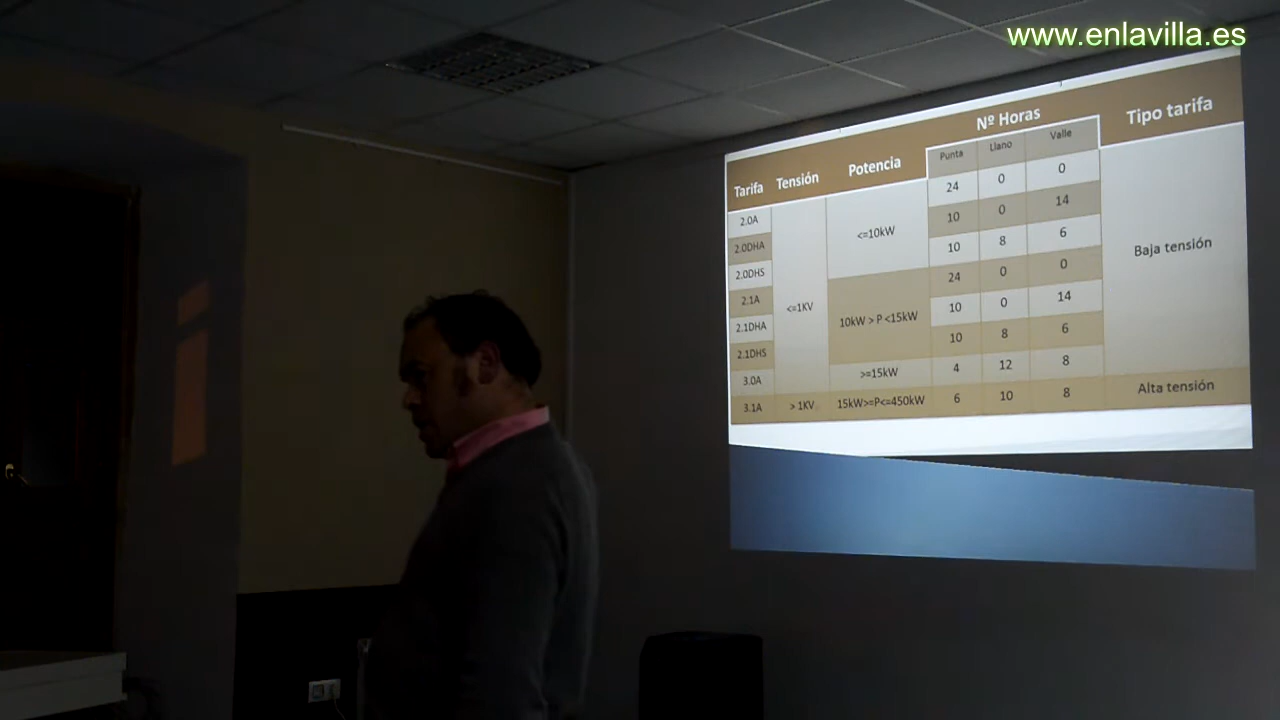 www.enlavilla.es
Tarifa Tensión Potencia Nº Horas Tipo tarifa
Punta Llano Valle
2.0A <=1KV <=10kW 24 0 0 Baja tensión
2.0DHA 10 0 14
2.0DHS 10 8 6
2.1A 10kW > P <15kW 24 0 0
2.1DHA 10 0 14
2.1DHS 10 8 6
3.0A >=15kW 4 12 8
3.1A > 1KV 15kW>=P<=450kW 6 10 8 Alta tensión